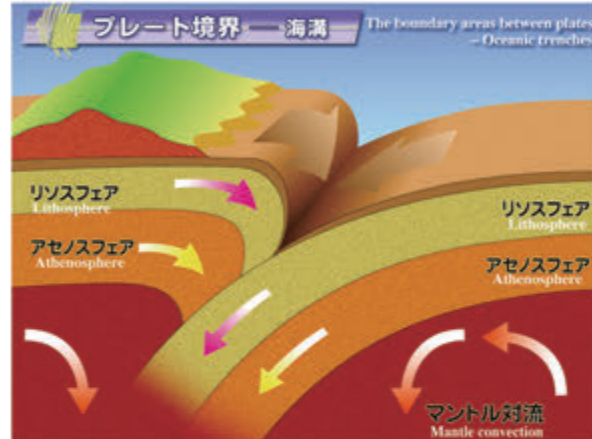 プレート境界 ― 海溝
The boundary areas between plates
– Oceanic trenches
リソスフェア
Lithosphere
アセノスフェア
Athenosphere
リソスフェア
Lithosphere
アセノスフェア
Athenosphere
マントル対流
Mantle convection